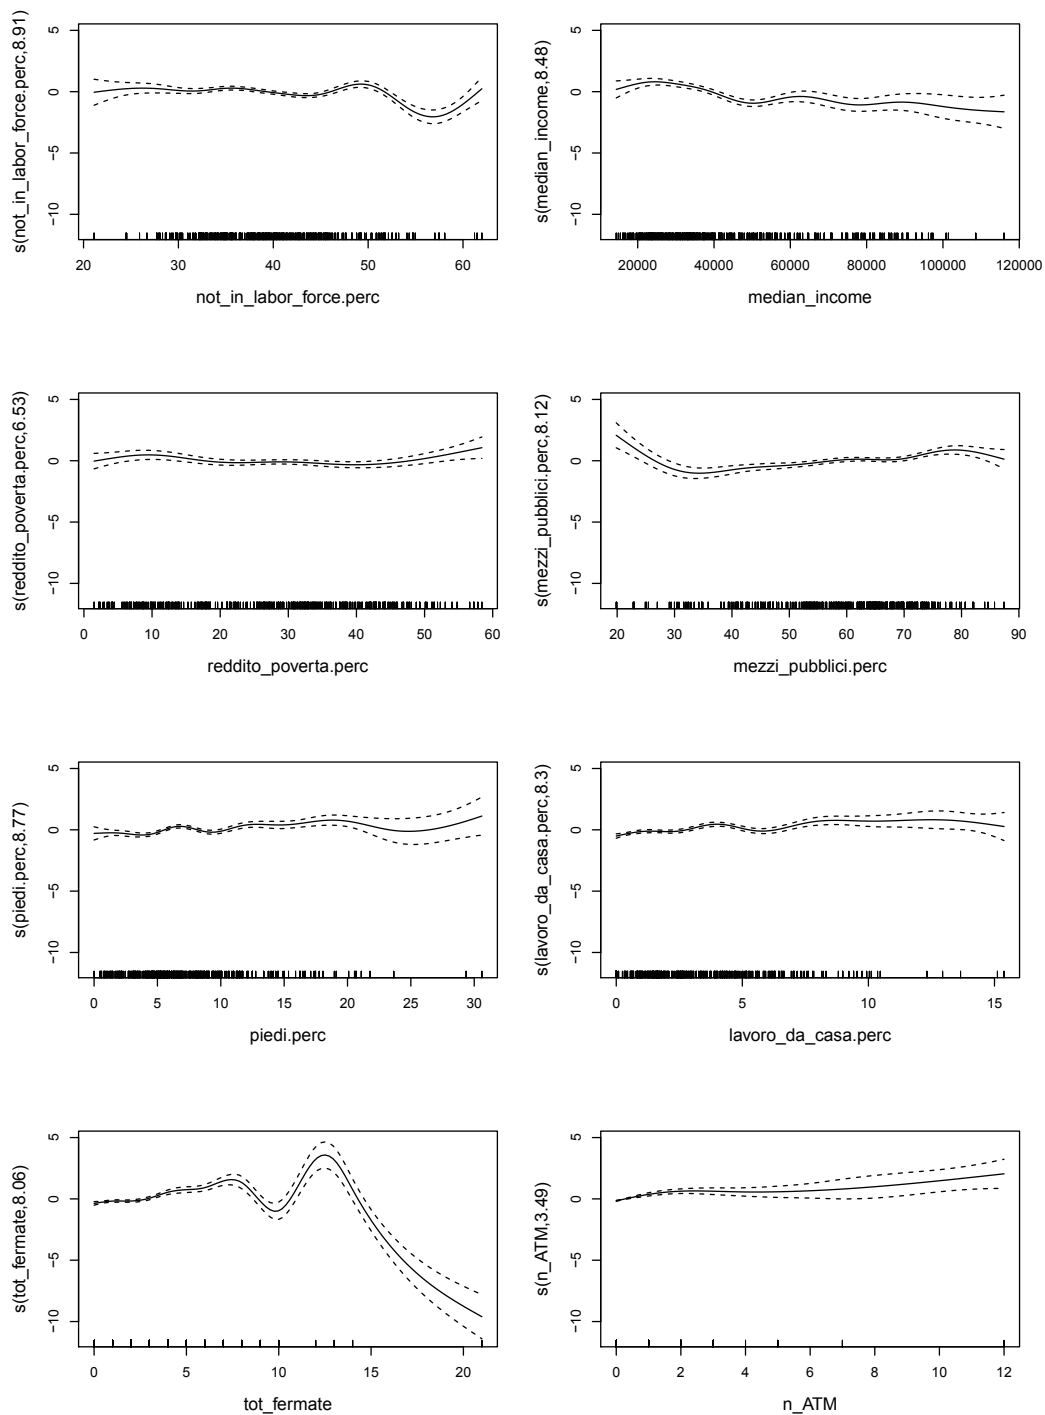 s(not_in_labor_force.perc,8.91)
5
0
−5
−10
20 30 40 50 60
not_in_labor_force.perc
s(median_income,8.48)
5
0
−5
−10
20000 40000 60000 80000 100000 120000
median_income
s(reddito_poverta.perc,6.53)
5
0
−5
−10
0 10 20 30 40 50 60
reddito_poverta.perc
s(mezzi_pubblici.perc,8.12)
5
0
−5
−10
20 30 40 50 60 70 80 90
mezzi_pubblici.perc
s(piedi.perc,8.77)
5
0
−5
−10
0 5 10 15 20 25 30
piedi.perc
s(lavoro_da_casa.perc,8.3)
5
0
−5
−10
0 5 10 15
lavoro_da_casa.perc
s(tot_fermate,8.06)
5
0
−5
−10
0 5 10 15 20
tot_fermate
s(n_ATM,3.49)
5
0
−5
−10
0 2 4 6 8 10 12
n_ATM